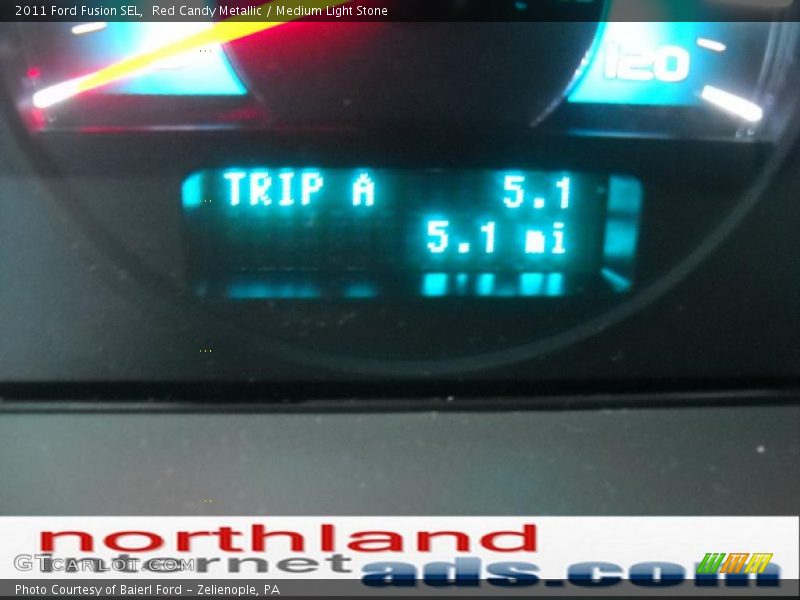 2011 Ford Fusion SEL,  Red Candy Metallic / Medium Light Stone
120
TRIP A 5.1
5.1 mi
northland
internet
ads.com
GTCARLOT.COM
Photo Courtesy of Baierl Ford - Zelienople, PA